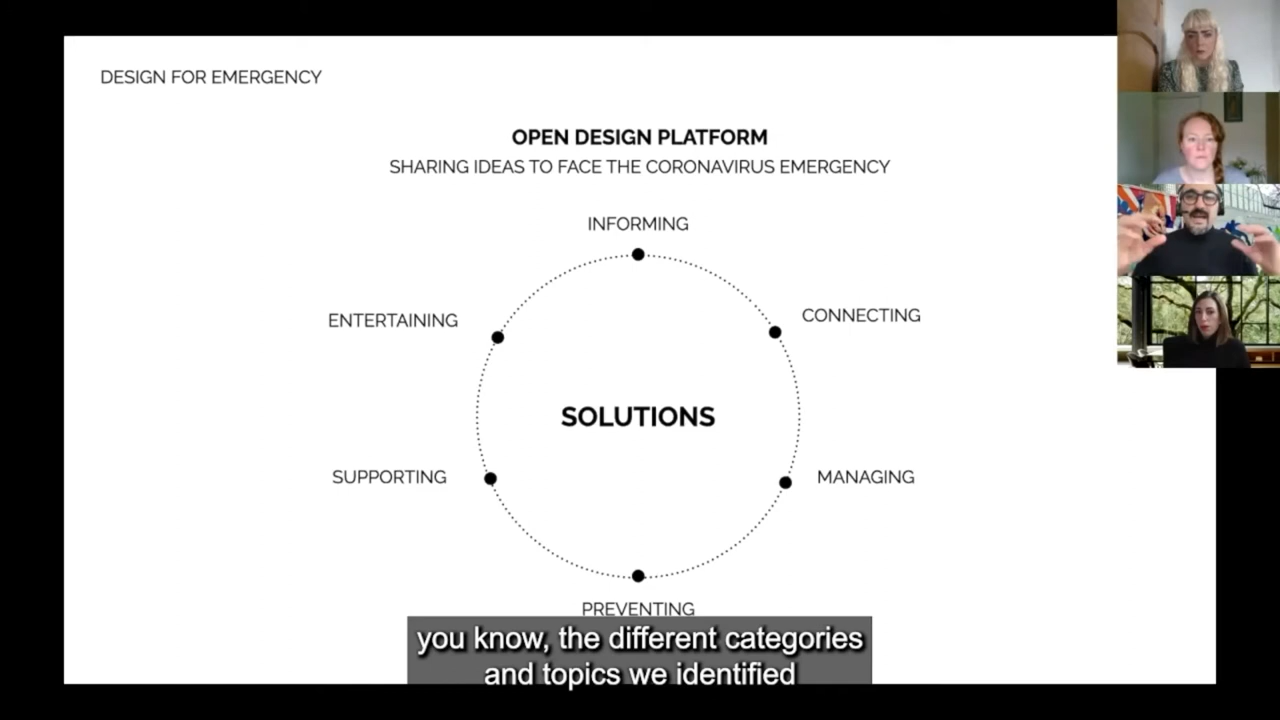 DESIGN FOR EMERGENCY
OPEN DESIGN PLATFORM
SHARING IDEAS TO FACE THE CORONAVIRUS EMERGENCY
INFORMING
ENTERTAINING
CONNECTING
SOLUTIONS
SUPPORTING
MANAGING
PREVENTING
you know, the different categories
and topics we identified